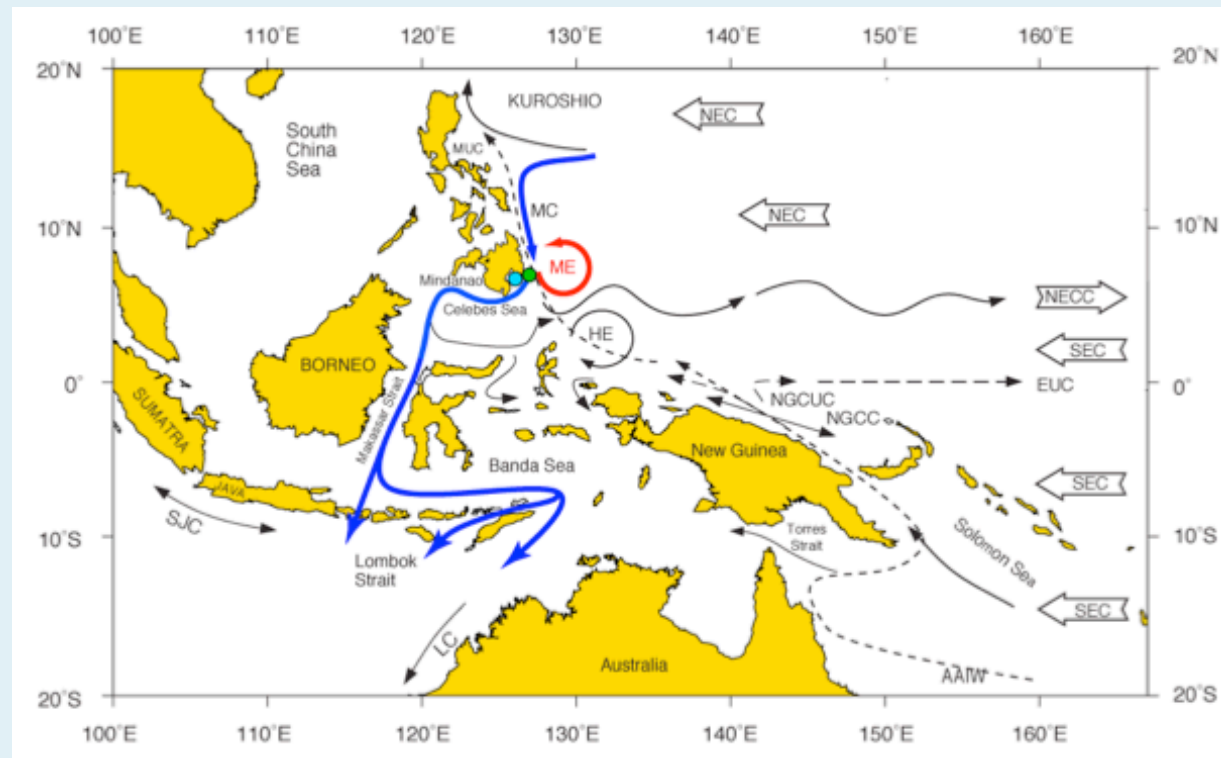 100°E 110°E 120°E 130°E 140°E 150°E 160°E
20°N 20°N
KUROSHIO
NEC
South
China
Sea
MUC
MC
NEC
10°N 10°N
ME
Mindanao
Celebes Sea
NECC
HE
SEC
BORNEO
0° 0°
EUC
NGCUC
NGCC
SUMATRA
Makassar Strait
New Guinea
Banda Sea
JAVA
SEC
SJC
10°S 10°S
Torres
Strait
Solomon Sea
Lombok
Strait
SEC
LC
Australia
AAIW
20°S 20°S
100°E 110°E 120°E 130°E 140°E 150°E 160°E